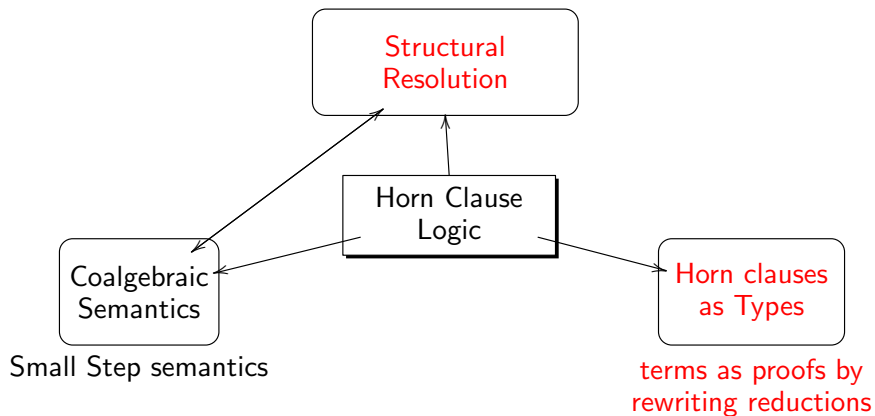 Structural
Resolution
Horn Clause
Logic
Coalgebraic
Semantics
Horn clauses
as Types
Small Step semantics
terms as proofs by
rewriting reductions